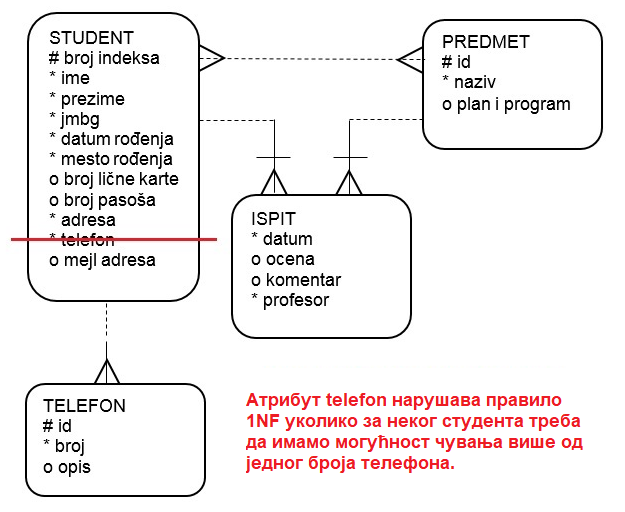 STUDENT
# broj indeksa
* ime
* prezime
* jmbg
* datum rođenja
* mesto rođenja
o broj lične karte
o broj pasoša
* adresa
* telefon
o mejl adresa
PREDMET
# id
* naziv
o plan i program
ISPIT
* datum
o ocena
o komentar
* profesor
TELEFON
# id
* broj
o opis
Атрибут telefon нарушава правило
1NF уколико за неког студента треба
да имамо могућност чувања више од
једног броја телефона.